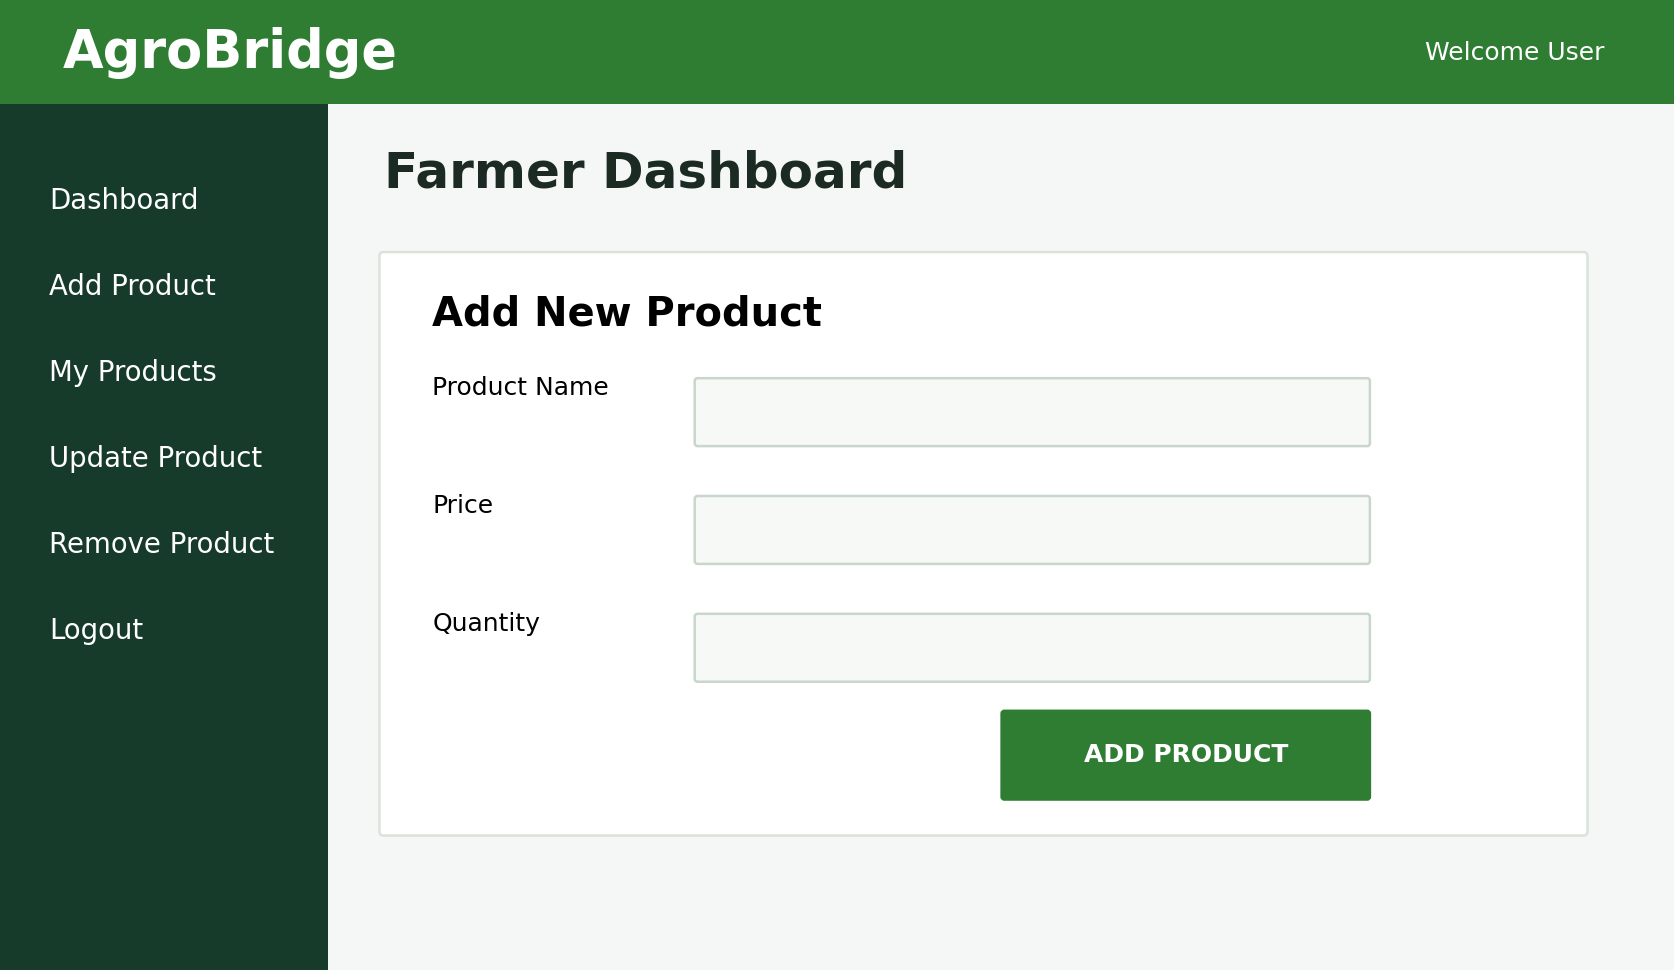 AgroBridge
Welcome User
Dashboard
Add Product
My Products
Update Product
Remove Product
Logout
Farmer Dashboard
Add New Product
Product Name
Price
Quantity
ADD PRODUCT